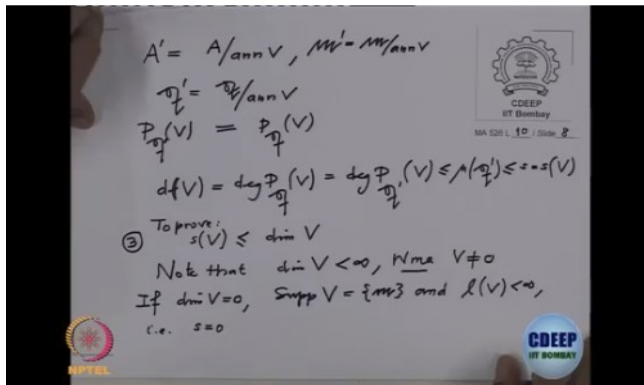 A' = A/ann V , m' = m/ann V
q' = q/ann V
P_q'(V) = P_q(V)
d(V) = deg P_q(V) = deg P_q'(V) ≤ μ(q') ≤ s = s(V)
③ To prove:
s(V) ≤ dim V
Note that dim V < ∞, Wma V ≠ 0
If dim V = 0, Supp V = {m} and l(V) < ∞,
i.e. s = 0
CDEEP
IIT Bombay
MA 526 L 10 / Slide 8
NPTEL
CDEEP
IIT BOMBAY